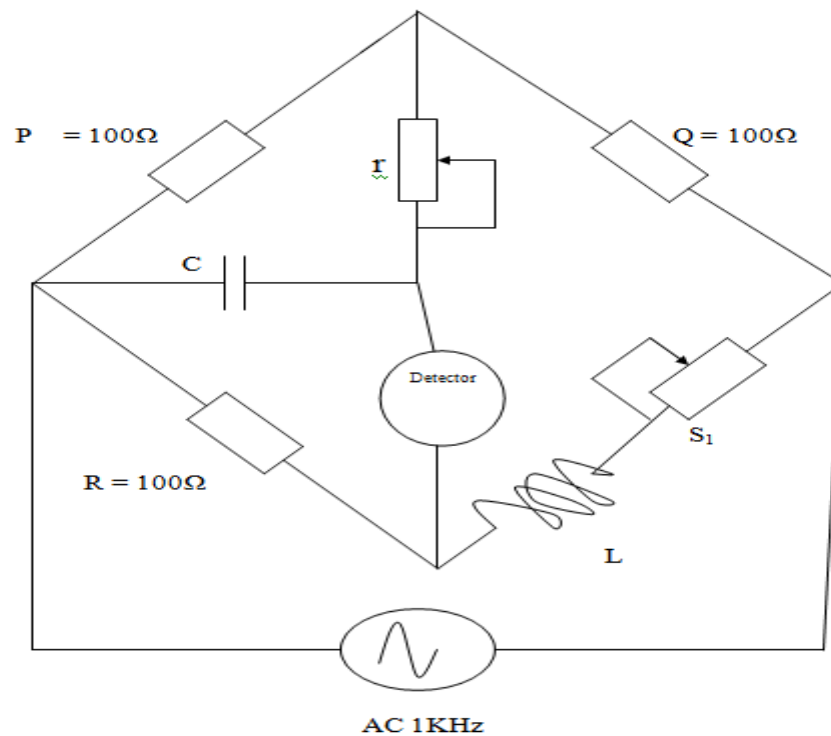 P = 100Ω
Q = 100Ω
r
C
Detector
S1
R = 100Ω
L
AC 1KHz